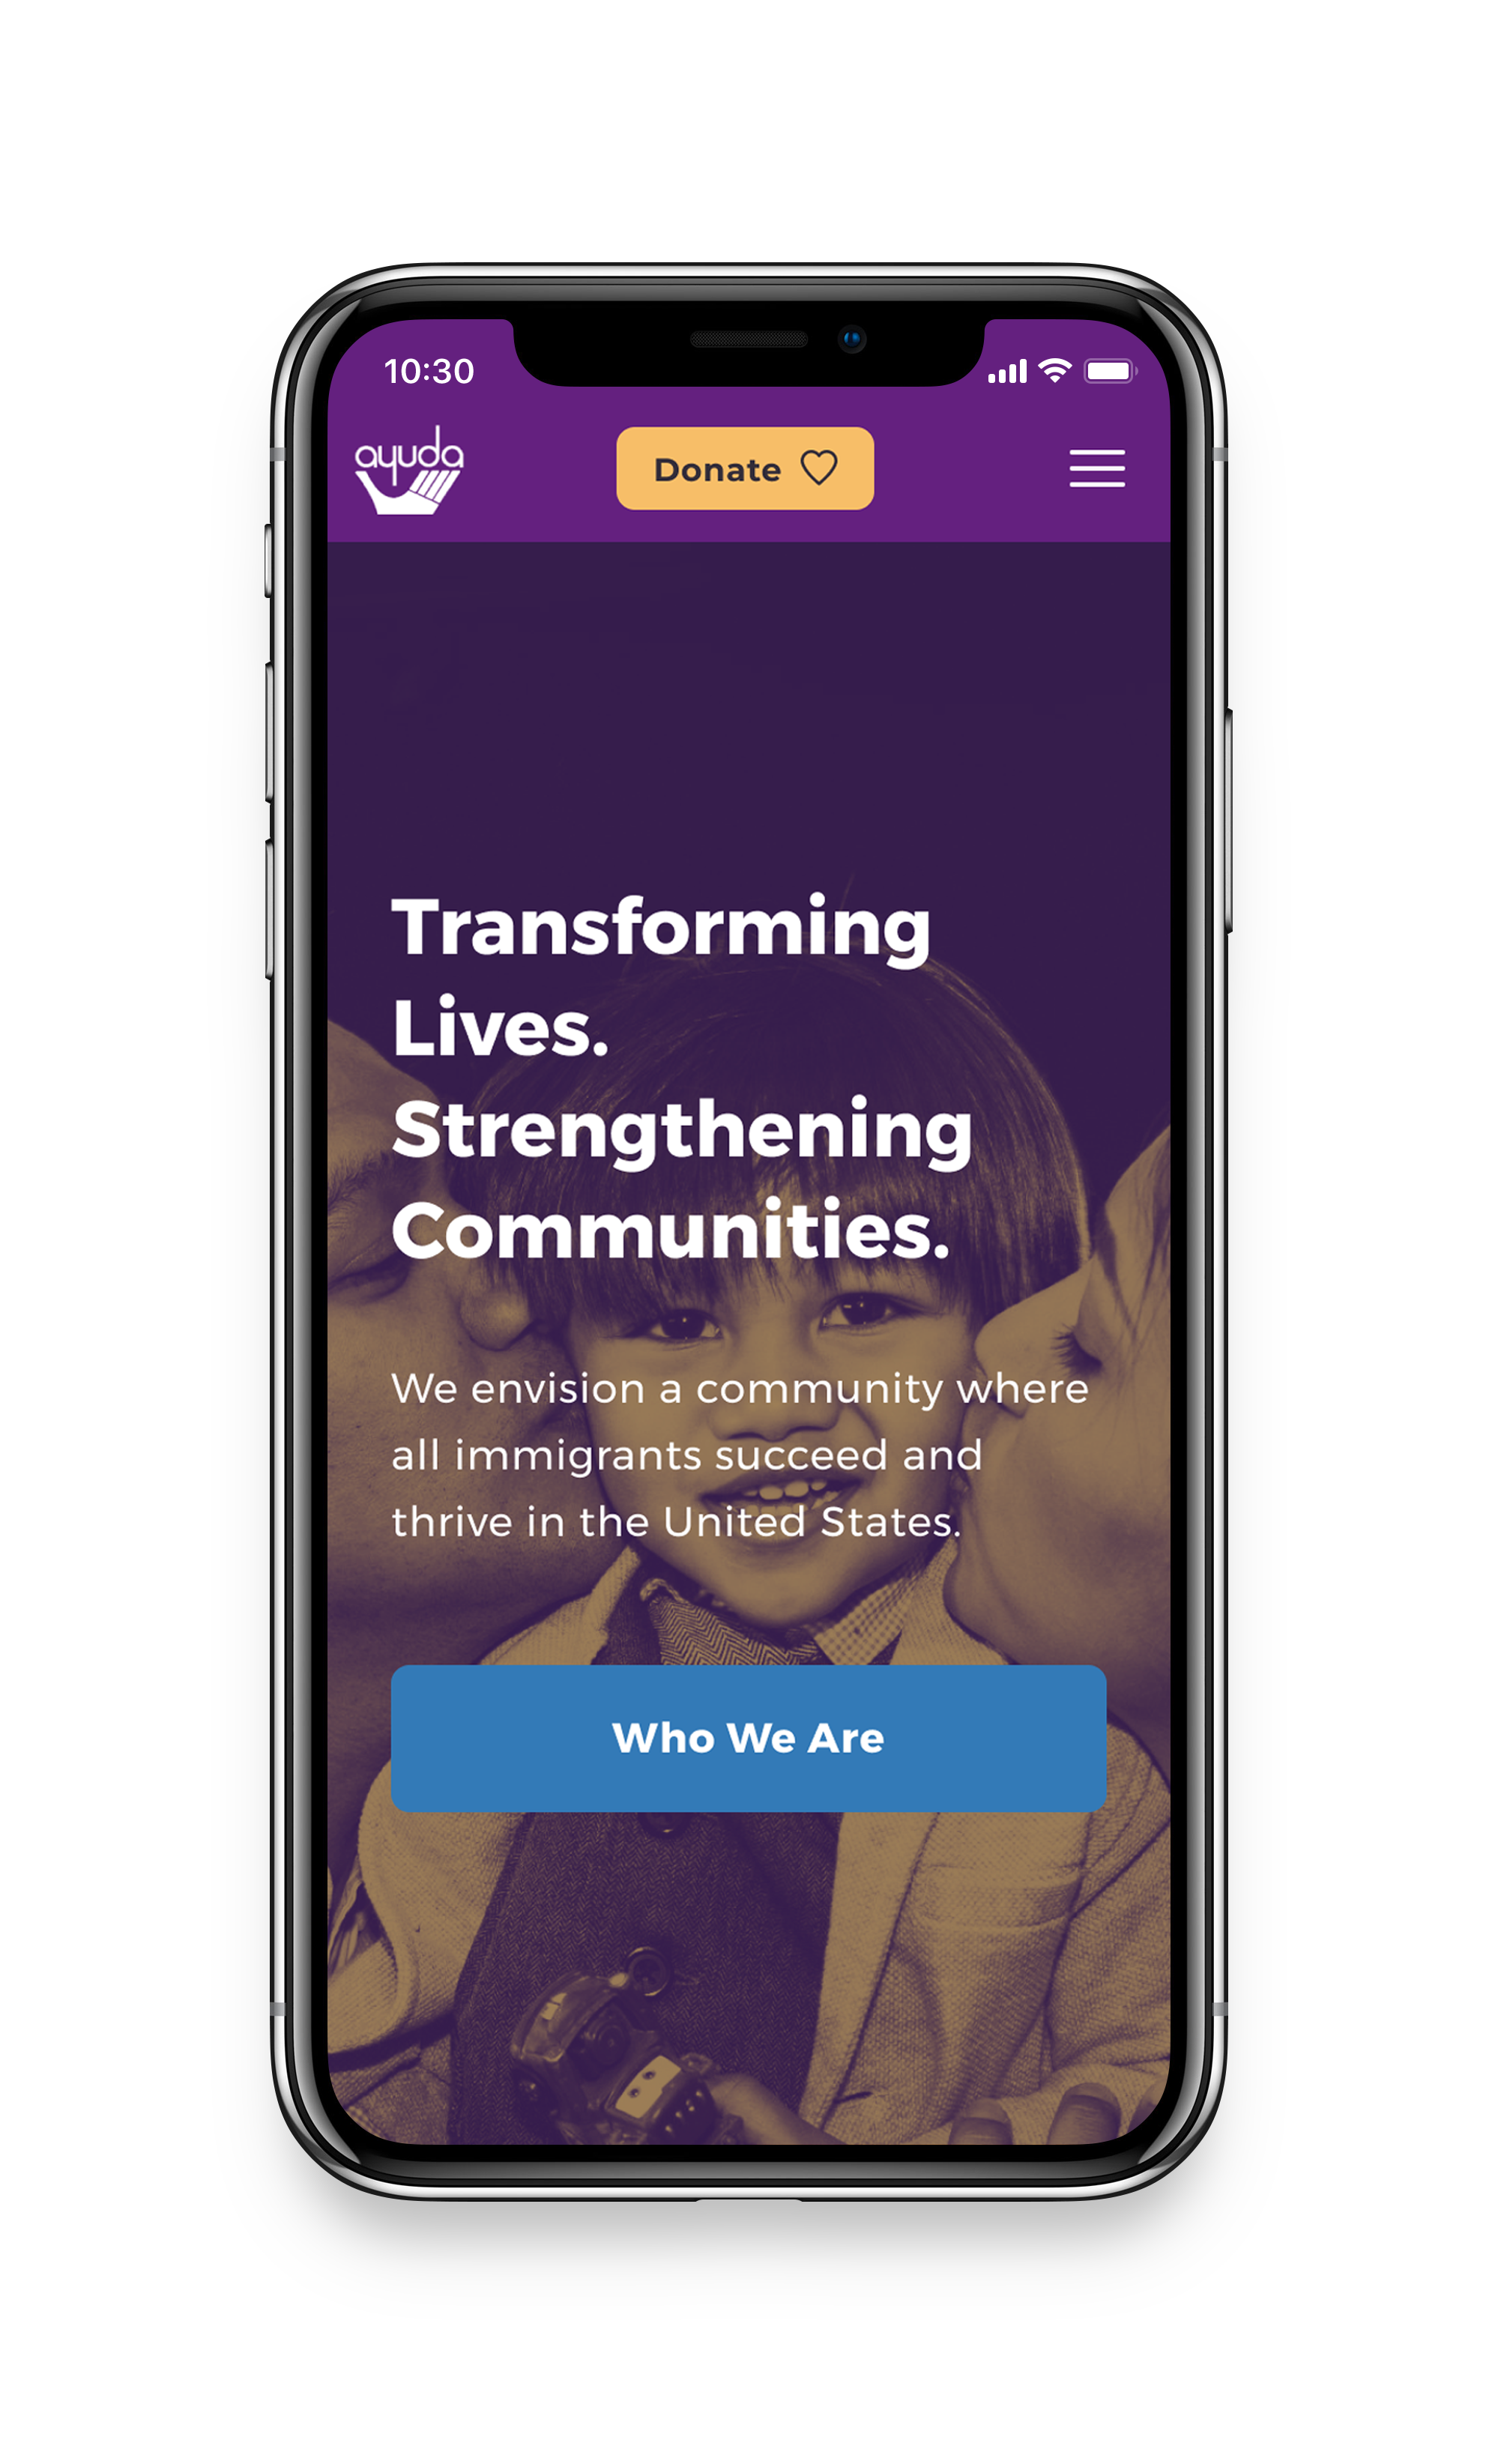 10:30
ayuda
Donate
Transforming
Lives.
Strengthening
Communities.
We envision a community where
all immigrants succeed and
thrive in the United States.
Who We Are